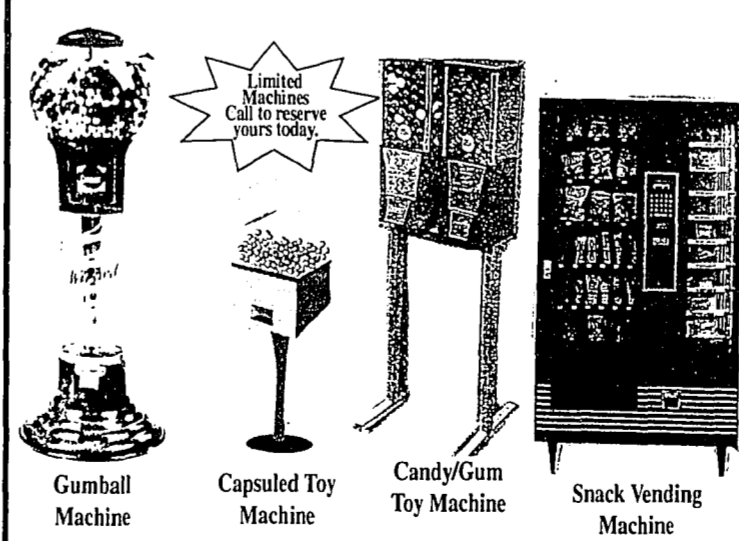 Limited
Machines
Call to reserve
yours today.
Wizard
Gumball
Machine
Capsuled Toy
Machine
Candy/Gum
Toy Machine
Snack Vending
Machine